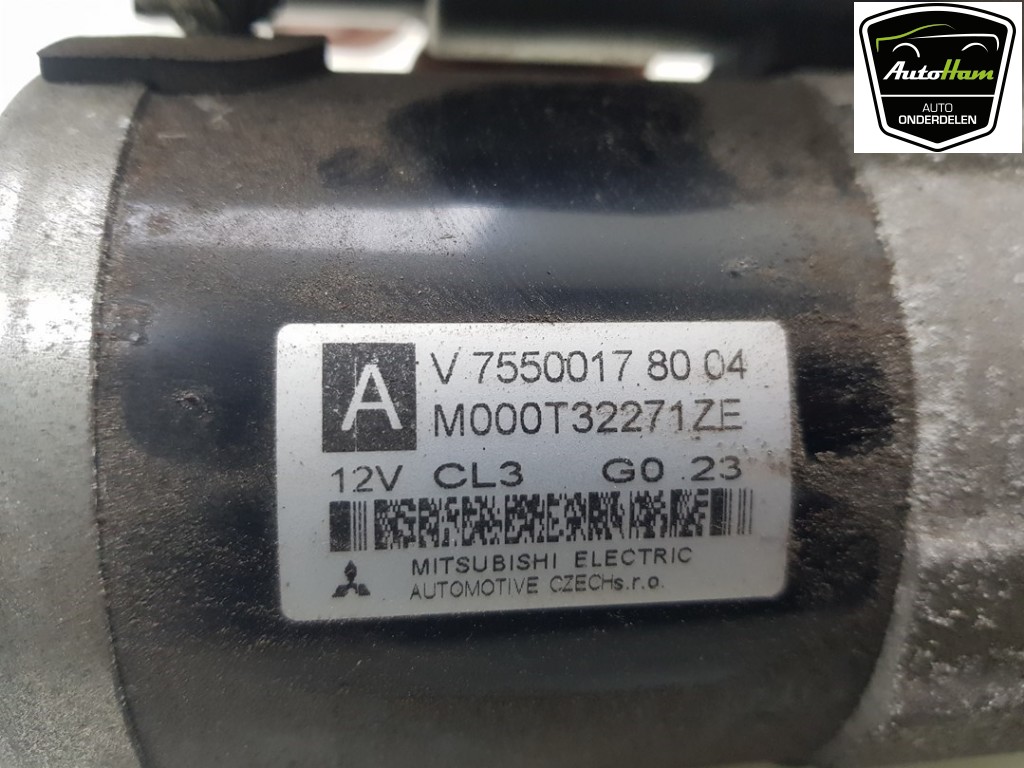 AutoHam
AUTO
ONDERDELEN
A
V 7550017 80 04
M000T32271ZE
12V CL3 G0 23
MITSUBISHI ELECTRIC
AUTOMOTIVE CZECHs.r.o.